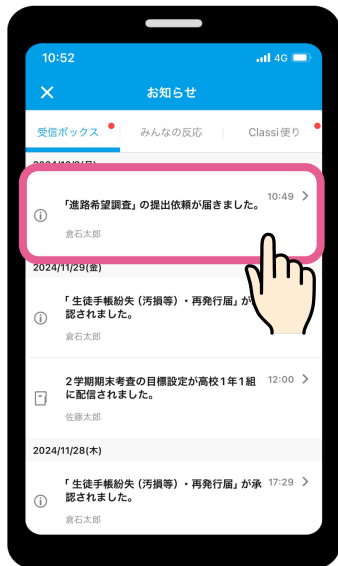 10:52
4G
お知らせ
受信ボックス
みんなの反応
Classi便り
10:49
「進路希望調査」の提出依頼が届きました。
倉石太郎
2024/11/29(金)
「生徒手帳紛失（汚損等）・再発行届」が
認されました。
倉石太郎
2学期期末考査の目標設定が高校1年1組
12:00
に配信されました。
佐藤太郎
2024/11/28(木)
「生徒手帳紛失（汚損等）・再発行届」が承
17:29
認されました。
倉石太郎